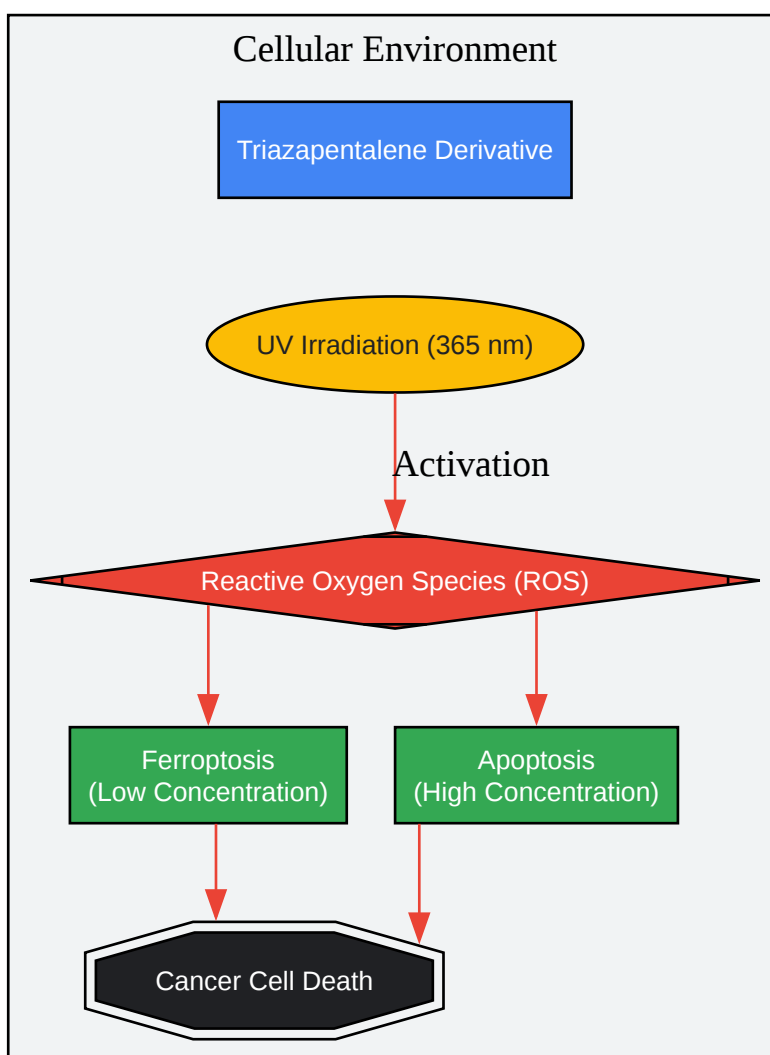 Cellular Environment
Triazapentalene Derivative
UV Irradiation (365 nm)
Activation
Reactive Oxygen Species (ROS)
Ferroptosis
(Low Concentration)
Apoptosis
(High Concentration)
Cancer Cell Death